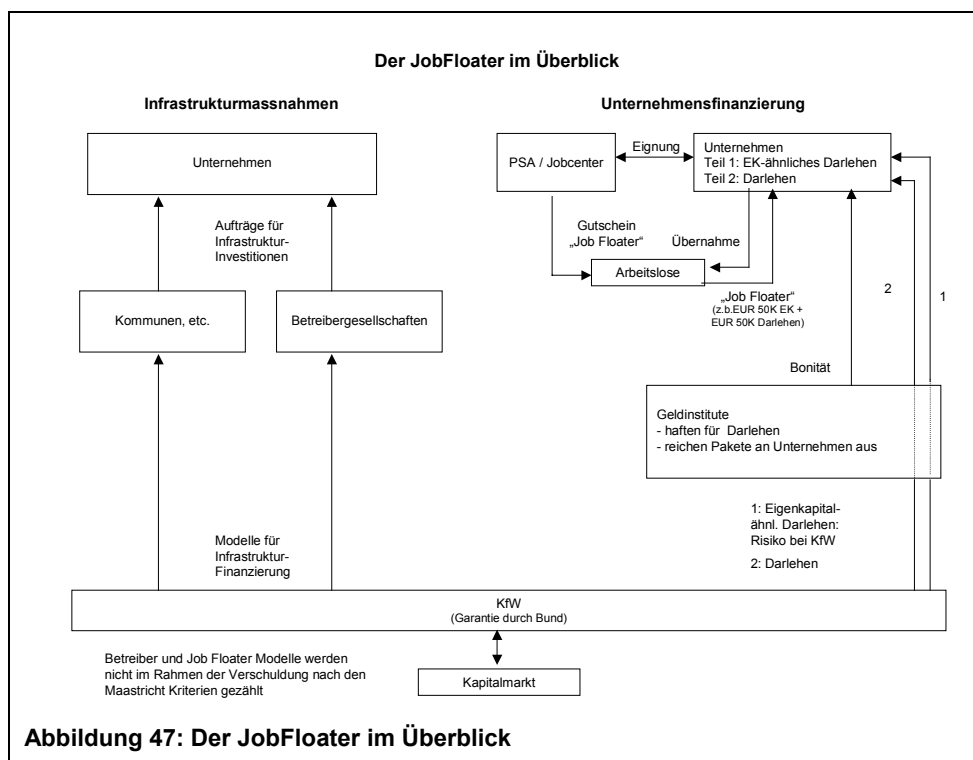 Der JobFloater im Überblick
Infrastrukturmassnahmen
Unternehmen
Aufträge für
Infrastruktur-
Investitionen
Kommunen, etc.
Betreibergesellschaften
Modelle für
Infrastruktur-
Finanzierung
Unternehmensfinanzierung
PSA / Jobcenter
Eignung
Unternehmen
Teil 1: EK-ähnliches Darlehen
Teil 2: Darlehen
Gutschein
„Job Floater“
Übernahme
Arbeitslose
„Job Floater“
(z.b.EUR 50K EK +
EUR 50K Darlehen)
2
1
Bonität
Geldinstitute
- haften für Darlehen
- reichen Pakete an Unternehmen aus
1: Eigenkapital-
ähnl. Darlehen:
Risiko bei KfW
2: Darlehen
KfW
(Garantie durch Bund)
Betreiber und Job Floater Modelle werden
nicht im Rahmen der Verschuldung nach den
Maastricht Kriterien gezählt
Kapitalmarkt
Abbildung 47: Der JobFloater im Überblick